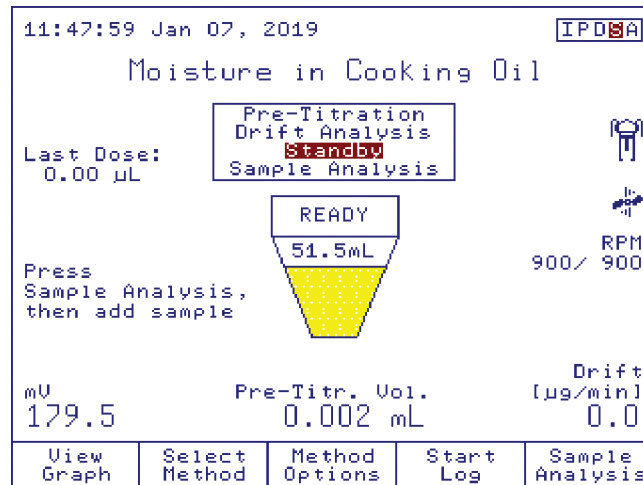 11:47:59 Jan 07, 2019
IPDSA
Moisture in Cooking Oil
Pre-Titration
Drift Analysis
Standby
Sample Analysis
Last Dose:
0.00 µL
READY
51.5mL
RPM
900/ 900
Press
Sample Analysis,
then add sample
mV
179.5
Pre-Titr. Vol.
0.002 mL
Drift
[µg/min]
0.0
View
Graph
Select
Method
Method
Options
Start
Log
Sample
Analysis